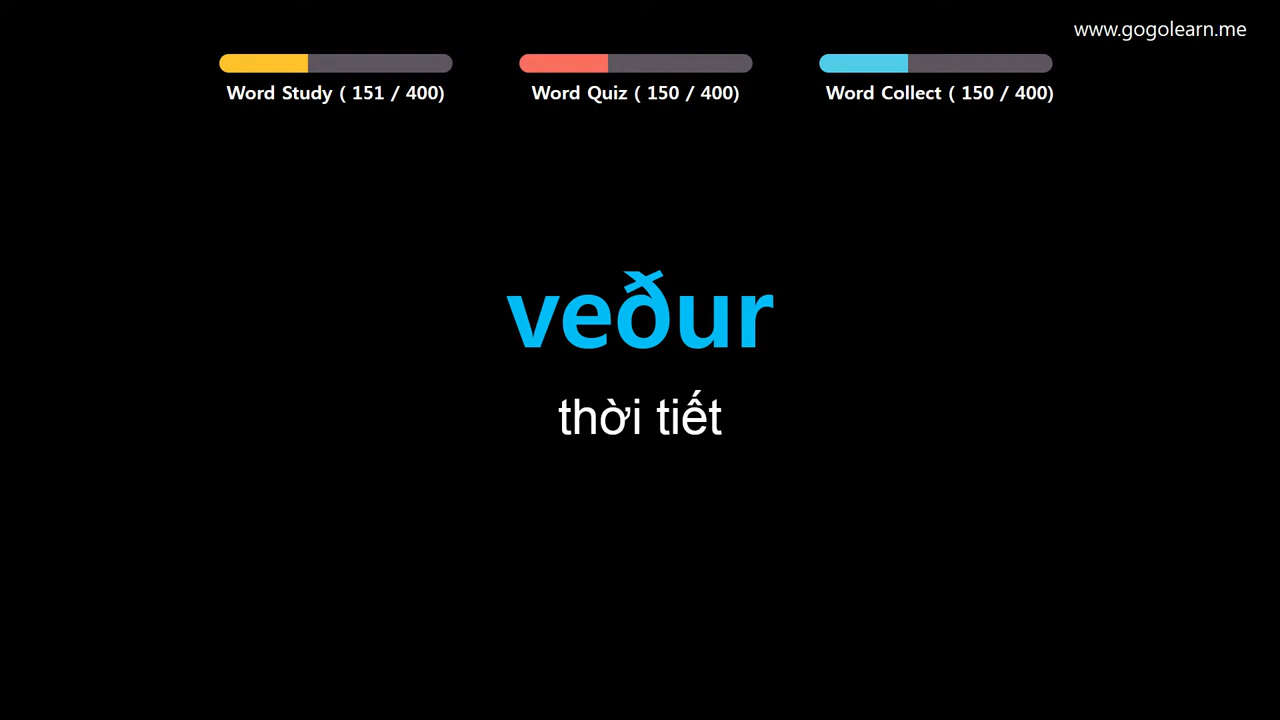 www.gogolearn.me
Word Study ( 151 / 400)
Word Quiz ( 150 / 400)
Word Collect ( 150 / 400)
veður
thời tiết